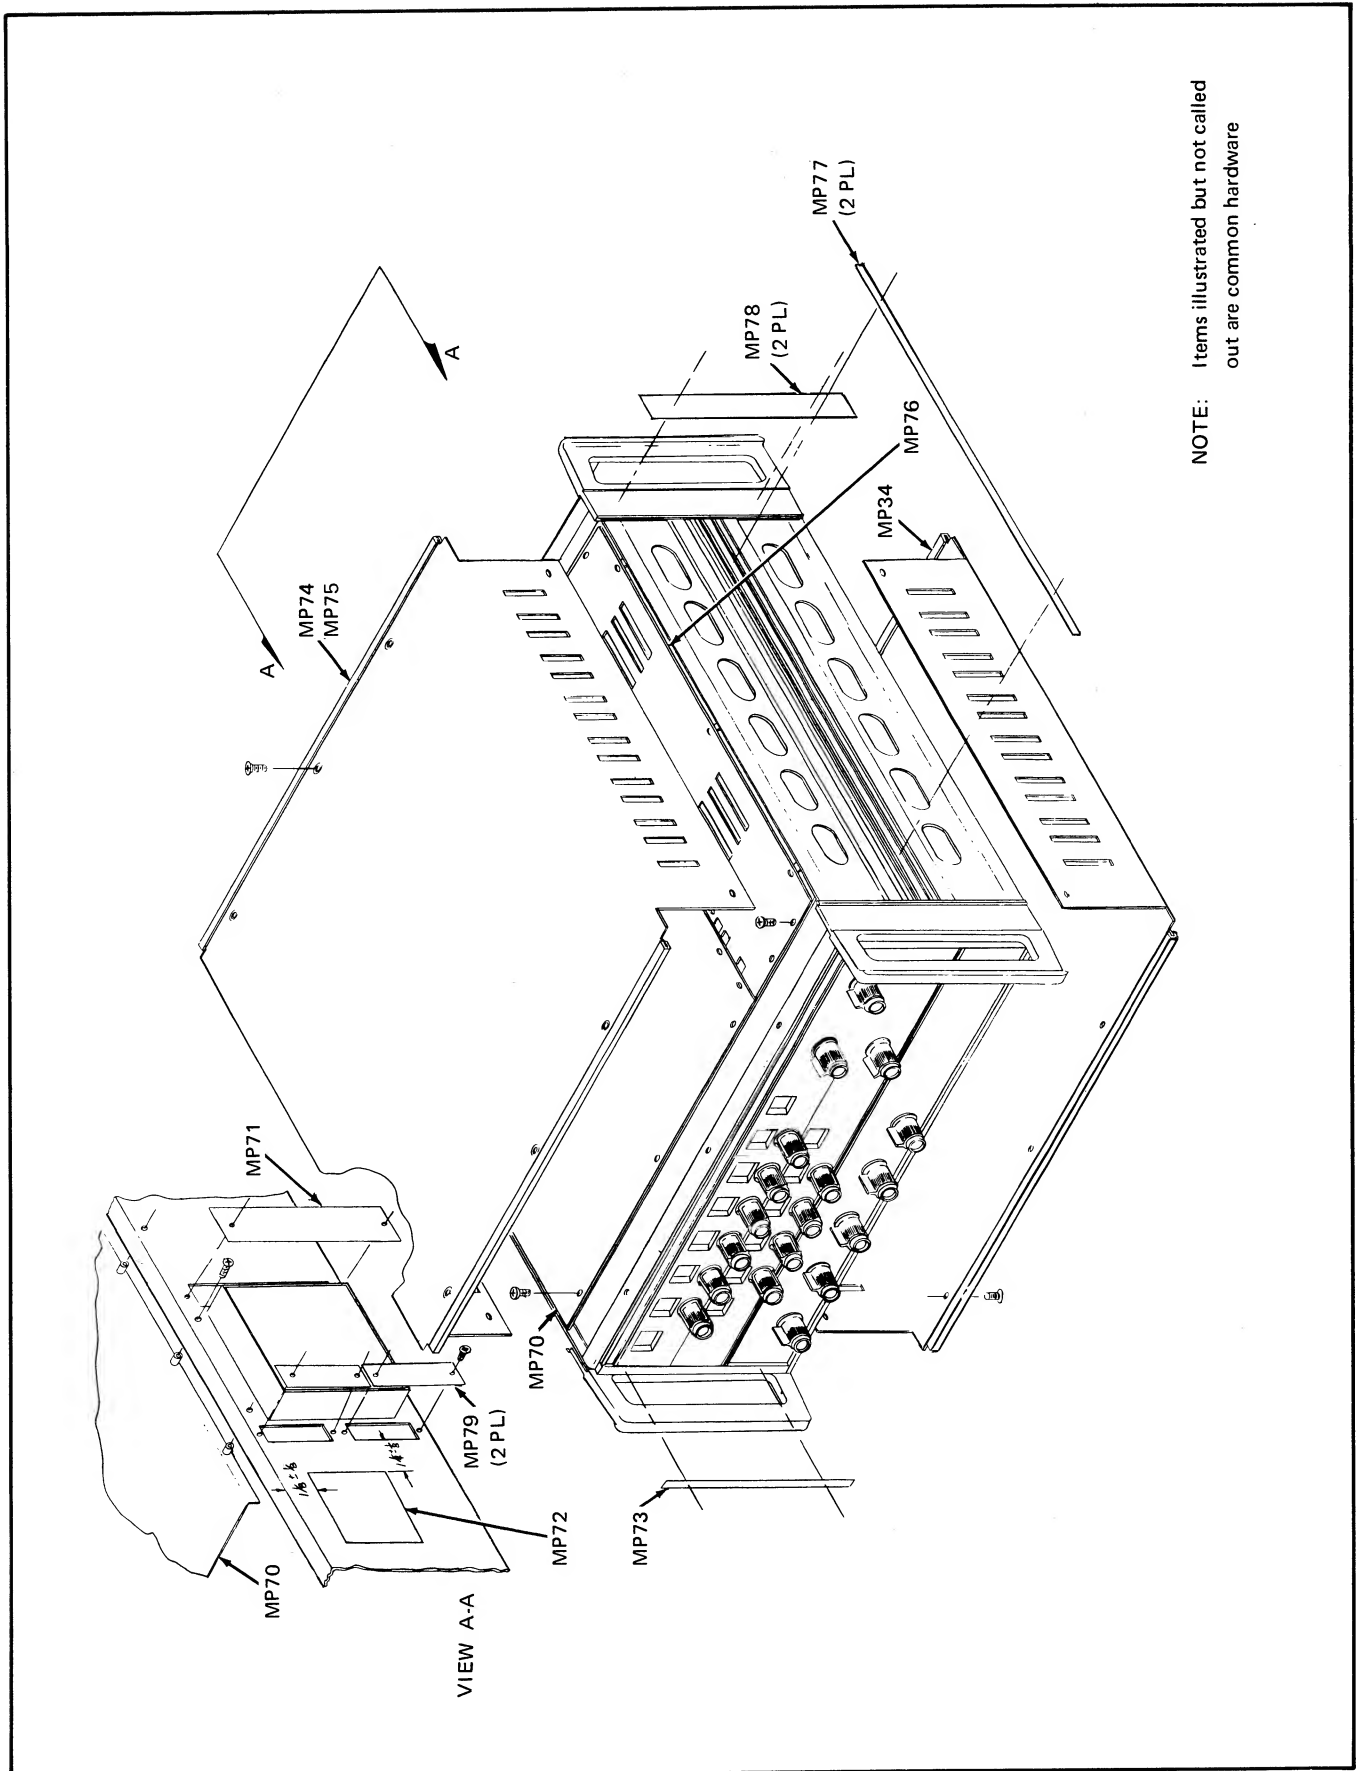 MP70
VIEW A-A
MP72
MP79
(2 PL)
MP71
MP73
MP70
MP74
MP75
A
A
MP34
MP76
MP78
(2 PL)
MP77
(2 PL)
NOTE: Items illustrated but not called
out are common hardware